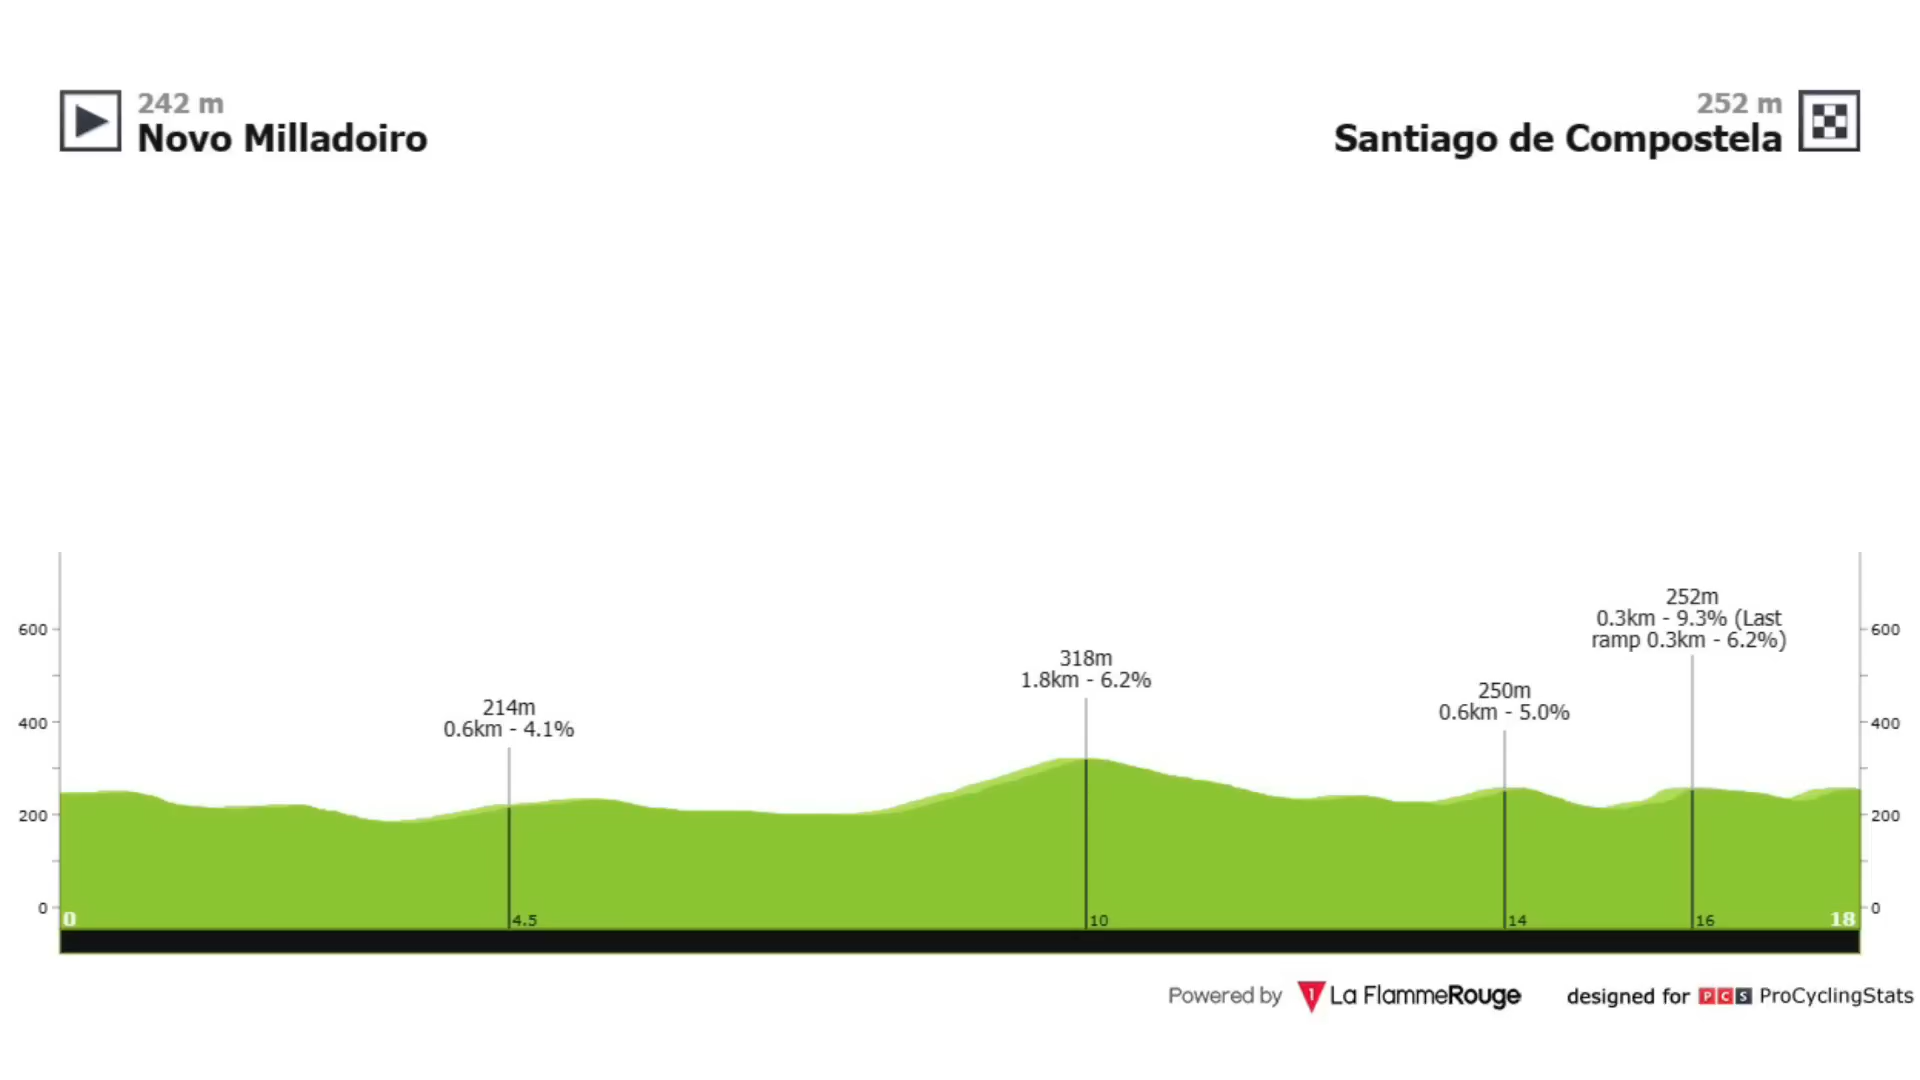 242 m
Novo Milladoiro
252 m
Santiago de Compostela
252m
0.3km - 9.3% (Last
ramp 0.3km - 6.2%)
318m
1.8km - 6.2%
250m
0.6km - 5.0%
214m
0.6km - 4.1%
600
400
200
0
600
400
200
0
0
4.5
10
14
16
18
Powered by 1 La FlammeRouge designed for PCS ProCyclingStats